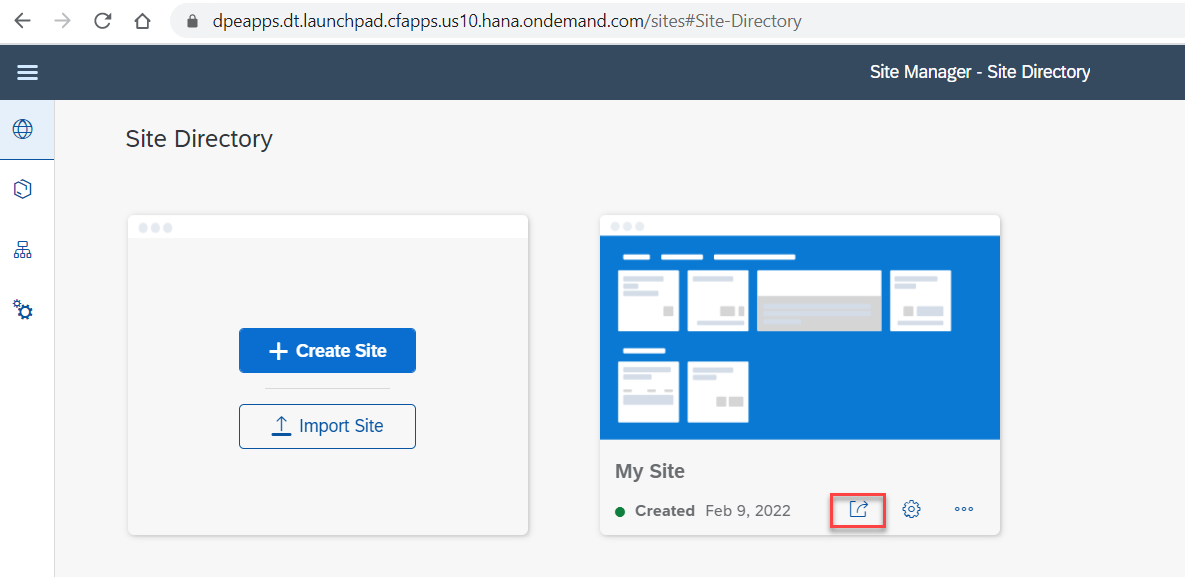 dpeapps.dt.launchpad.cfapps.us10.hana.ondemand.com/sites#Site-Directory
Site Manager - Site Directory
Site Directory
Create Site
Import Site
My Site
Created Feb 9, 2022